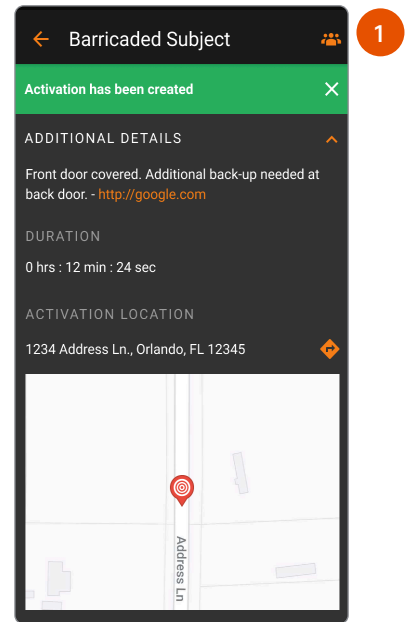 Barricaded Subject
1
Activation has been created
ADDITIONAL DETAILS
Front door covered. Additional back-up needed at
back door. - http://google.com
DURATION
0 hrs : 12 min : 24 sec
ACTIVATION LOCATION
1234 Address Ln., Orlando, FL 12345
Address Ln